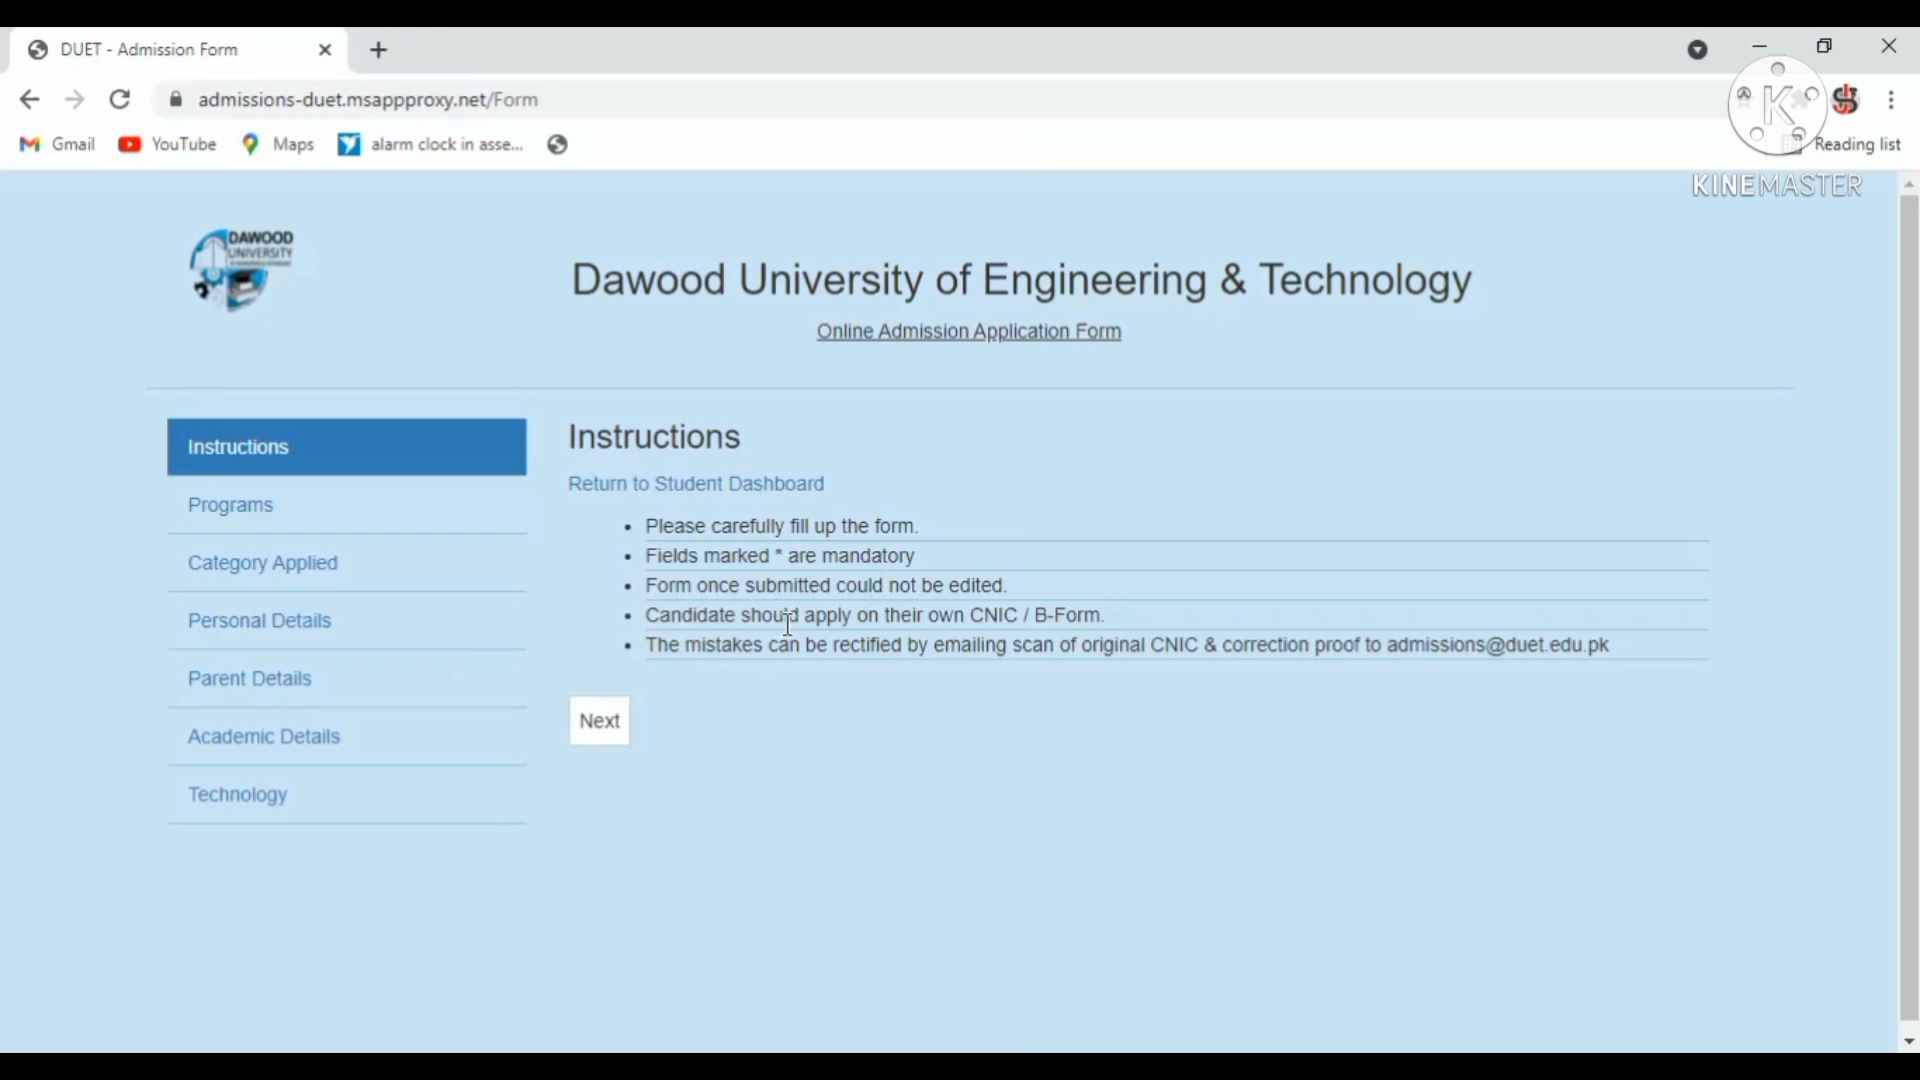 DUET - Admission Form
admissions-duet.msappproxy.net/Form
Gmail YouTube Maps alarm clock in asse... Reading list
K
KINEMASTER
DAWOOD
UNIVERSITY
Dawood University of Engineering & Technology
Online Admission Application Form
Instructions
Programs
Category Applied
Personal Details
Parent Details
Academic Details
Technology
Instructions
Return to Student Dashboard
• Please carefully fill up the form.
• Fields marked * are mandatory
• Form once submitted could not be edited.
• Candidate should apply on their own CNIC / B-Form.
• The mistakes can be rectified by emailing scan of original CNIC & correction proof to admissions@duet.edu.pk
Next